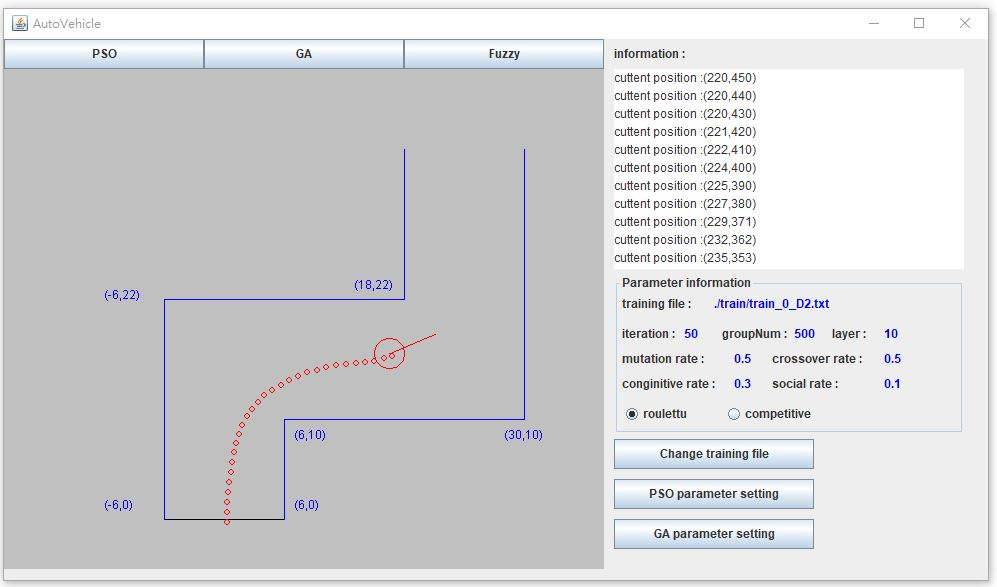 AutoVehicle
PSO GA Fuzzy
(18,22)
(-6,22)
(6,10) (30,10)
(-6,0) (6,0)
information :
cuttent position :(220,450)
cuttent position :(220,440)
cuttent position :(220,430)
cuttent position :(221,420)
cuttent position :(222,410)
cuttent position :(224,400)
cuttent position :(225,390)
cuttent position :(227,380)
cuttent position :(229,371)
cuttent position :(232,362)
cuttent position :(235,353)
Parameter information
training file : ./train/train_0_D2.txt
iteration : 50 groupNum : 500 layer : 10
mutation rate : 0.5 crossover rate : 0.5
conginitive rate : 0.3 social rate : 0.1
roulettu competitive
Change training file
PSO parameter setting
GA parameter setting